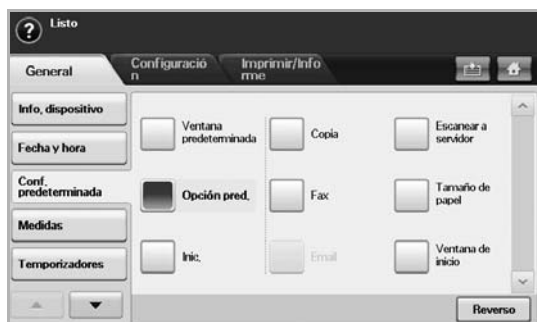 Listo
General
Configuració
n
Imprimir/Info
rme
Info, dispositivo
Fecha y hora
Conf.
predeterminada
Medidas
Temporizadores
Ventana
predeterminada
Opción pred.
Inic.
Copia
Fax
Email
Escanear a
servidor
Tamaño de
papel
Ventana de
inicio
Reverso